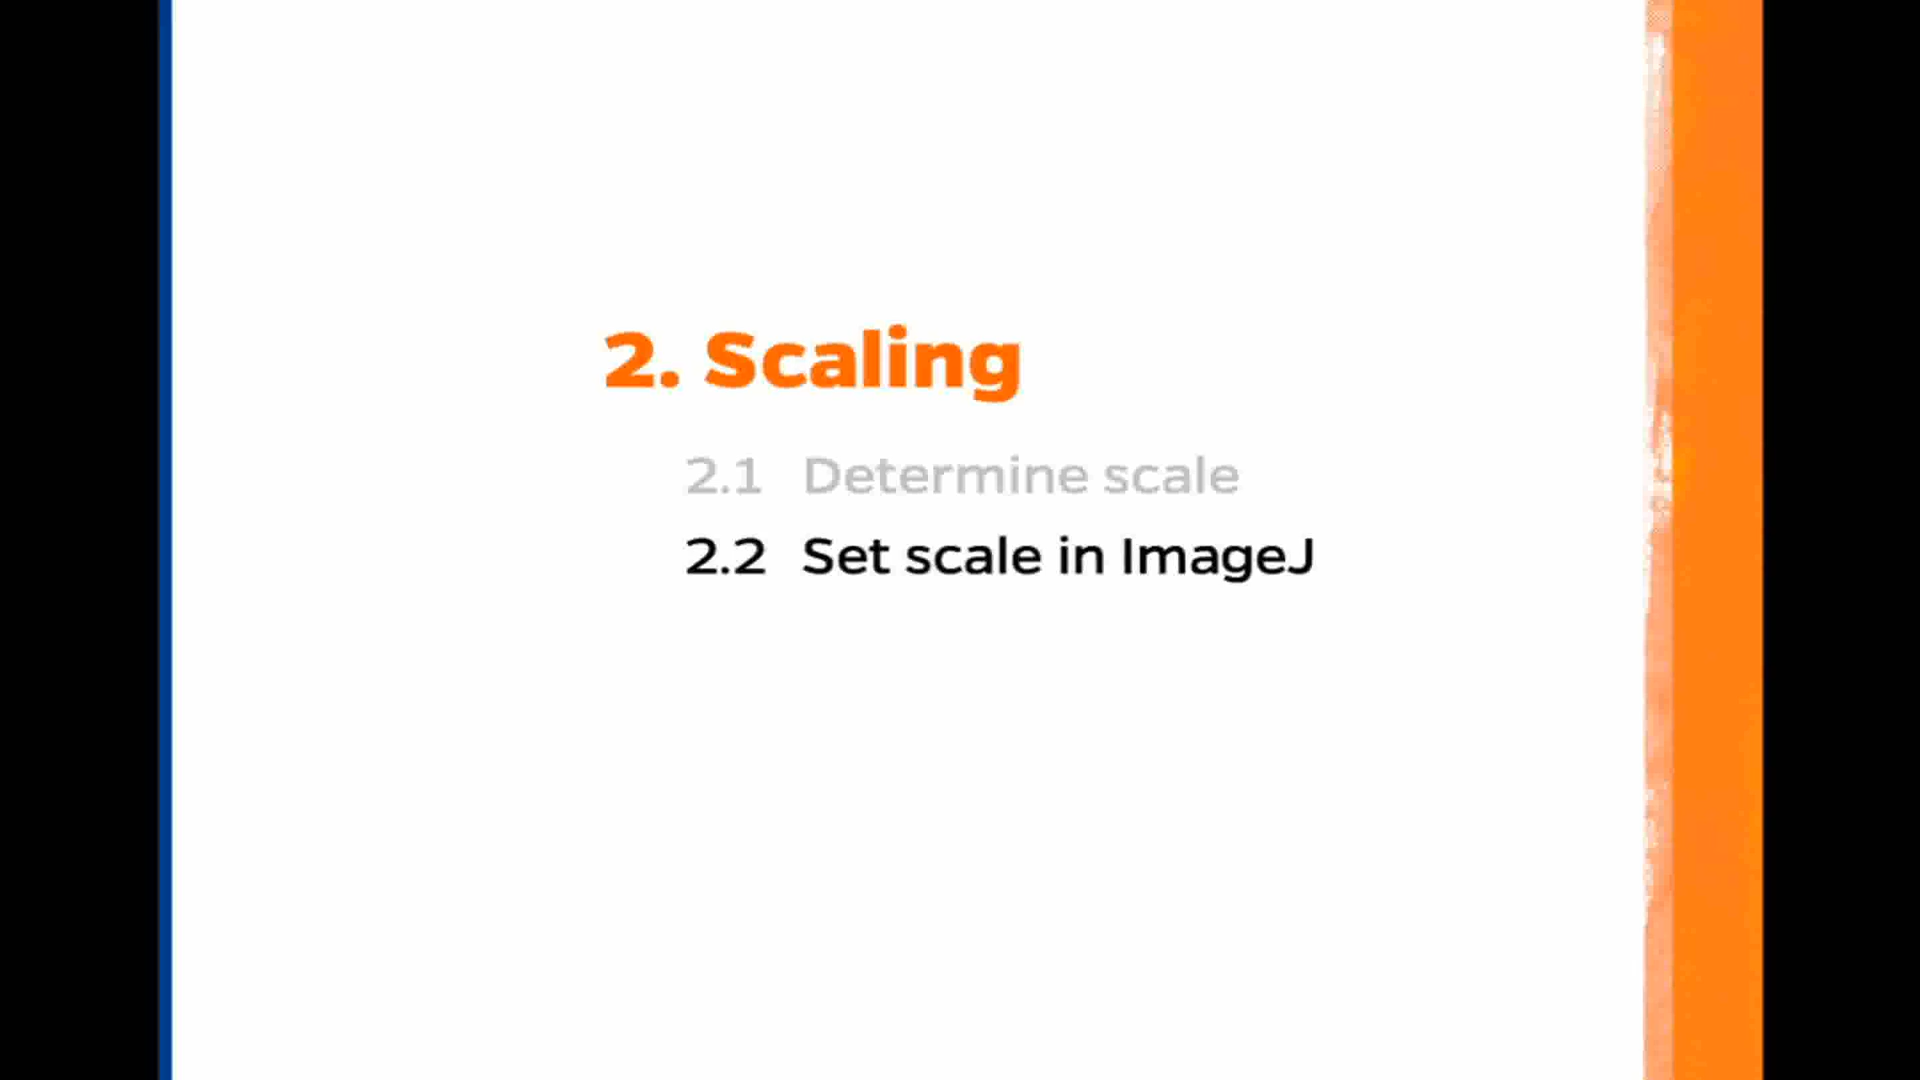 2. Scaling
2.1 Determine scale
2.2 Set scale in ImageJ